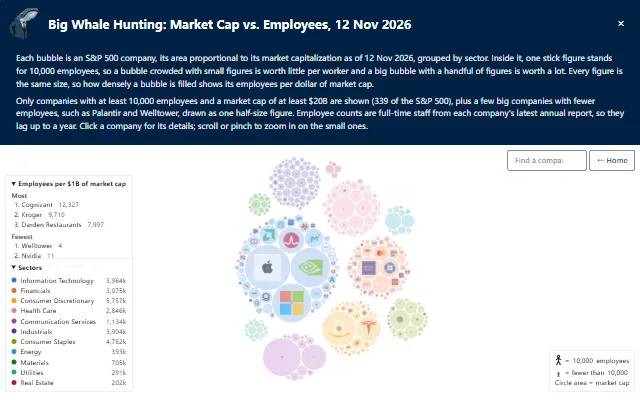 Big Whale Hunting: Market Cap vs. Employees, 12 Nov 2026
×
Each bubble is an S&P 500 company, its area proportional to its market capitalization as of 12 Nov 2026, grouped by sector. Inside it, one stick figure stands
for 10,000 employees, so a bubble crowded with small figures is worth little per worker and a big bubble with a handful of figures is worth a lot. Every figure is
the same size, so how densely a bubble is filled shows its employees per dollar of market cap.
Only companies with at least 10,000 employees and a market cap of at least $20B are shown (339 of the S&P 500), plus a few big companies with fewer
employees, such as Palantir and Welltower, drawn as one half-size figure. Employee counts are full-time staff from each company's latest annual report, so they
lag up to a year. Click a company for its details; scroll or pinch to zoom in on the small ones.
Find a compa
← Home
▼ Employees per $1B of market cap
Most
1. Cognizant 12,327
2. Kroger 9,710
3. Darden Restaurants 7,997
Fewest
1. Welltower 4
2. Nvidia 11
▼ Sectors
Information Technology 3,964k
Financials 3,075k
Consumer Discretionary 5,757k
Health Care 2,846k
Communication Services 1,134k
Industrials 3,904k
Consumer Staples 4,782k
Energy 393k
Materials 705k
Utilities 291k
Real Estate 202k
= 10,000 employees
= fewer than 10,000
Circle area = market cap